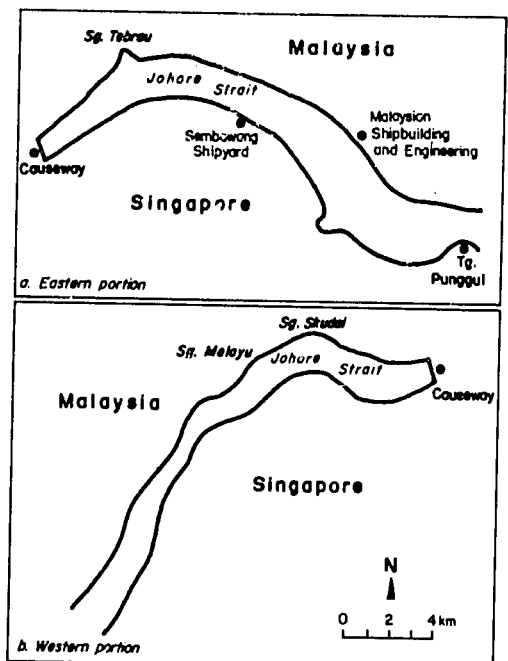 Sg. Tebrau
Malaysia
Johore Strait
Malaysian
Shipbuilding
and Engineering
Sembawang
Shipyard
Causeway
Singapore
Tg.
Punggul
a. Eastern portion
Sg. Skudai
Sg. Melayu
Johore
Strait
Causeway
Malaysia
Singapore
N
0 2 4 km
b. Western portion